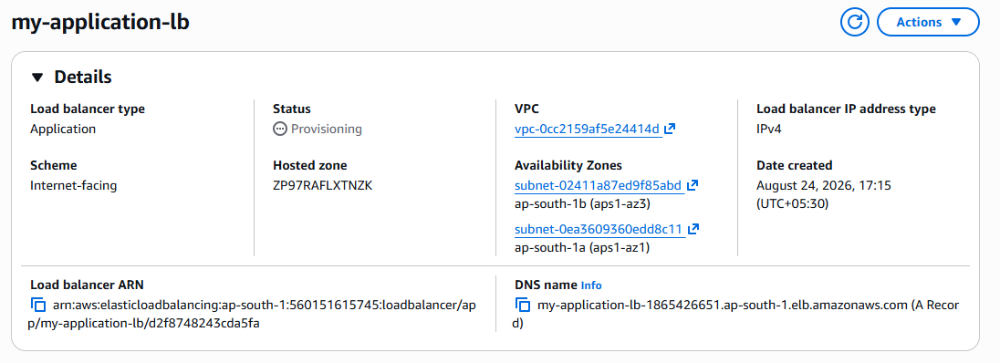 my-application-lb
Actions
Details
Load balancer type
Application
Status
Provisioning
VPC
vpc-0cc2159af5e24414d
Load balancer IP address type
IPv4
Scheme
Internet-facing
Hosted zone
ZP97RAFLXTNZK
Availability Zones
subnet-02411a87ed9f85abd
ap-south-1b (aps1-az3)
subnet-0ea3609360edd8c11
ap-south-1a (aps1-az1)
Date created
August 24, 2026, 17:15
(UTC+05:30)
Load balancer ARN
arn:aws:elasticloadbalancing:ap-south-1:560151615745:loadbalancer/ap
p/my-application-lb/d2f8748243cda5fa
DNS name Info
my-application-lb-1865426651.ap-south-1.elb.amazonaws.com (A Recor
d)